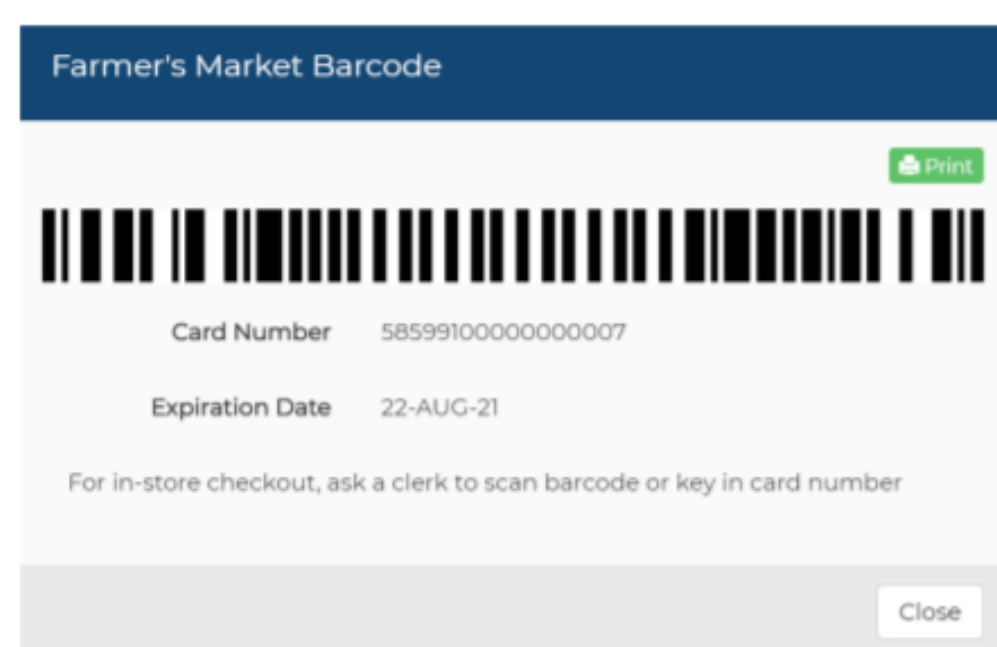 Farmer's Market Barcode
Print
Card Number 58599100000000007
Expiration Date 22-AUG-21
For in-store checkout, ask a clerk to scan barcode or key in card number
Close